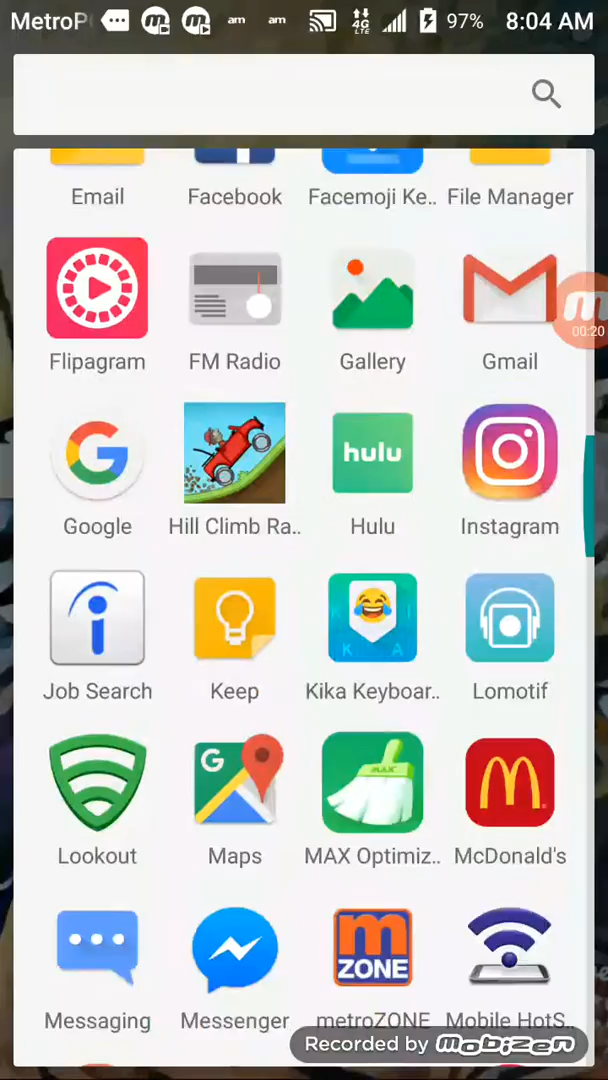 MetroP am am 4G LTE 97% 8:04 AM
Email Facebook Facemoji Ke.. File Manager
00:20
Flipagram FM Radio Gallery Gmail
hulu
Google Hill Climb Ra.. Hulu Instagram
Job Search Keep Kika Keyboar.. Lomotif
G MAX
Lookout Maps MAX Optimiz.. McDonald's
m ZONE
Messaging Messenger metroZONE Mobile HotS..
Recorded by mobizen